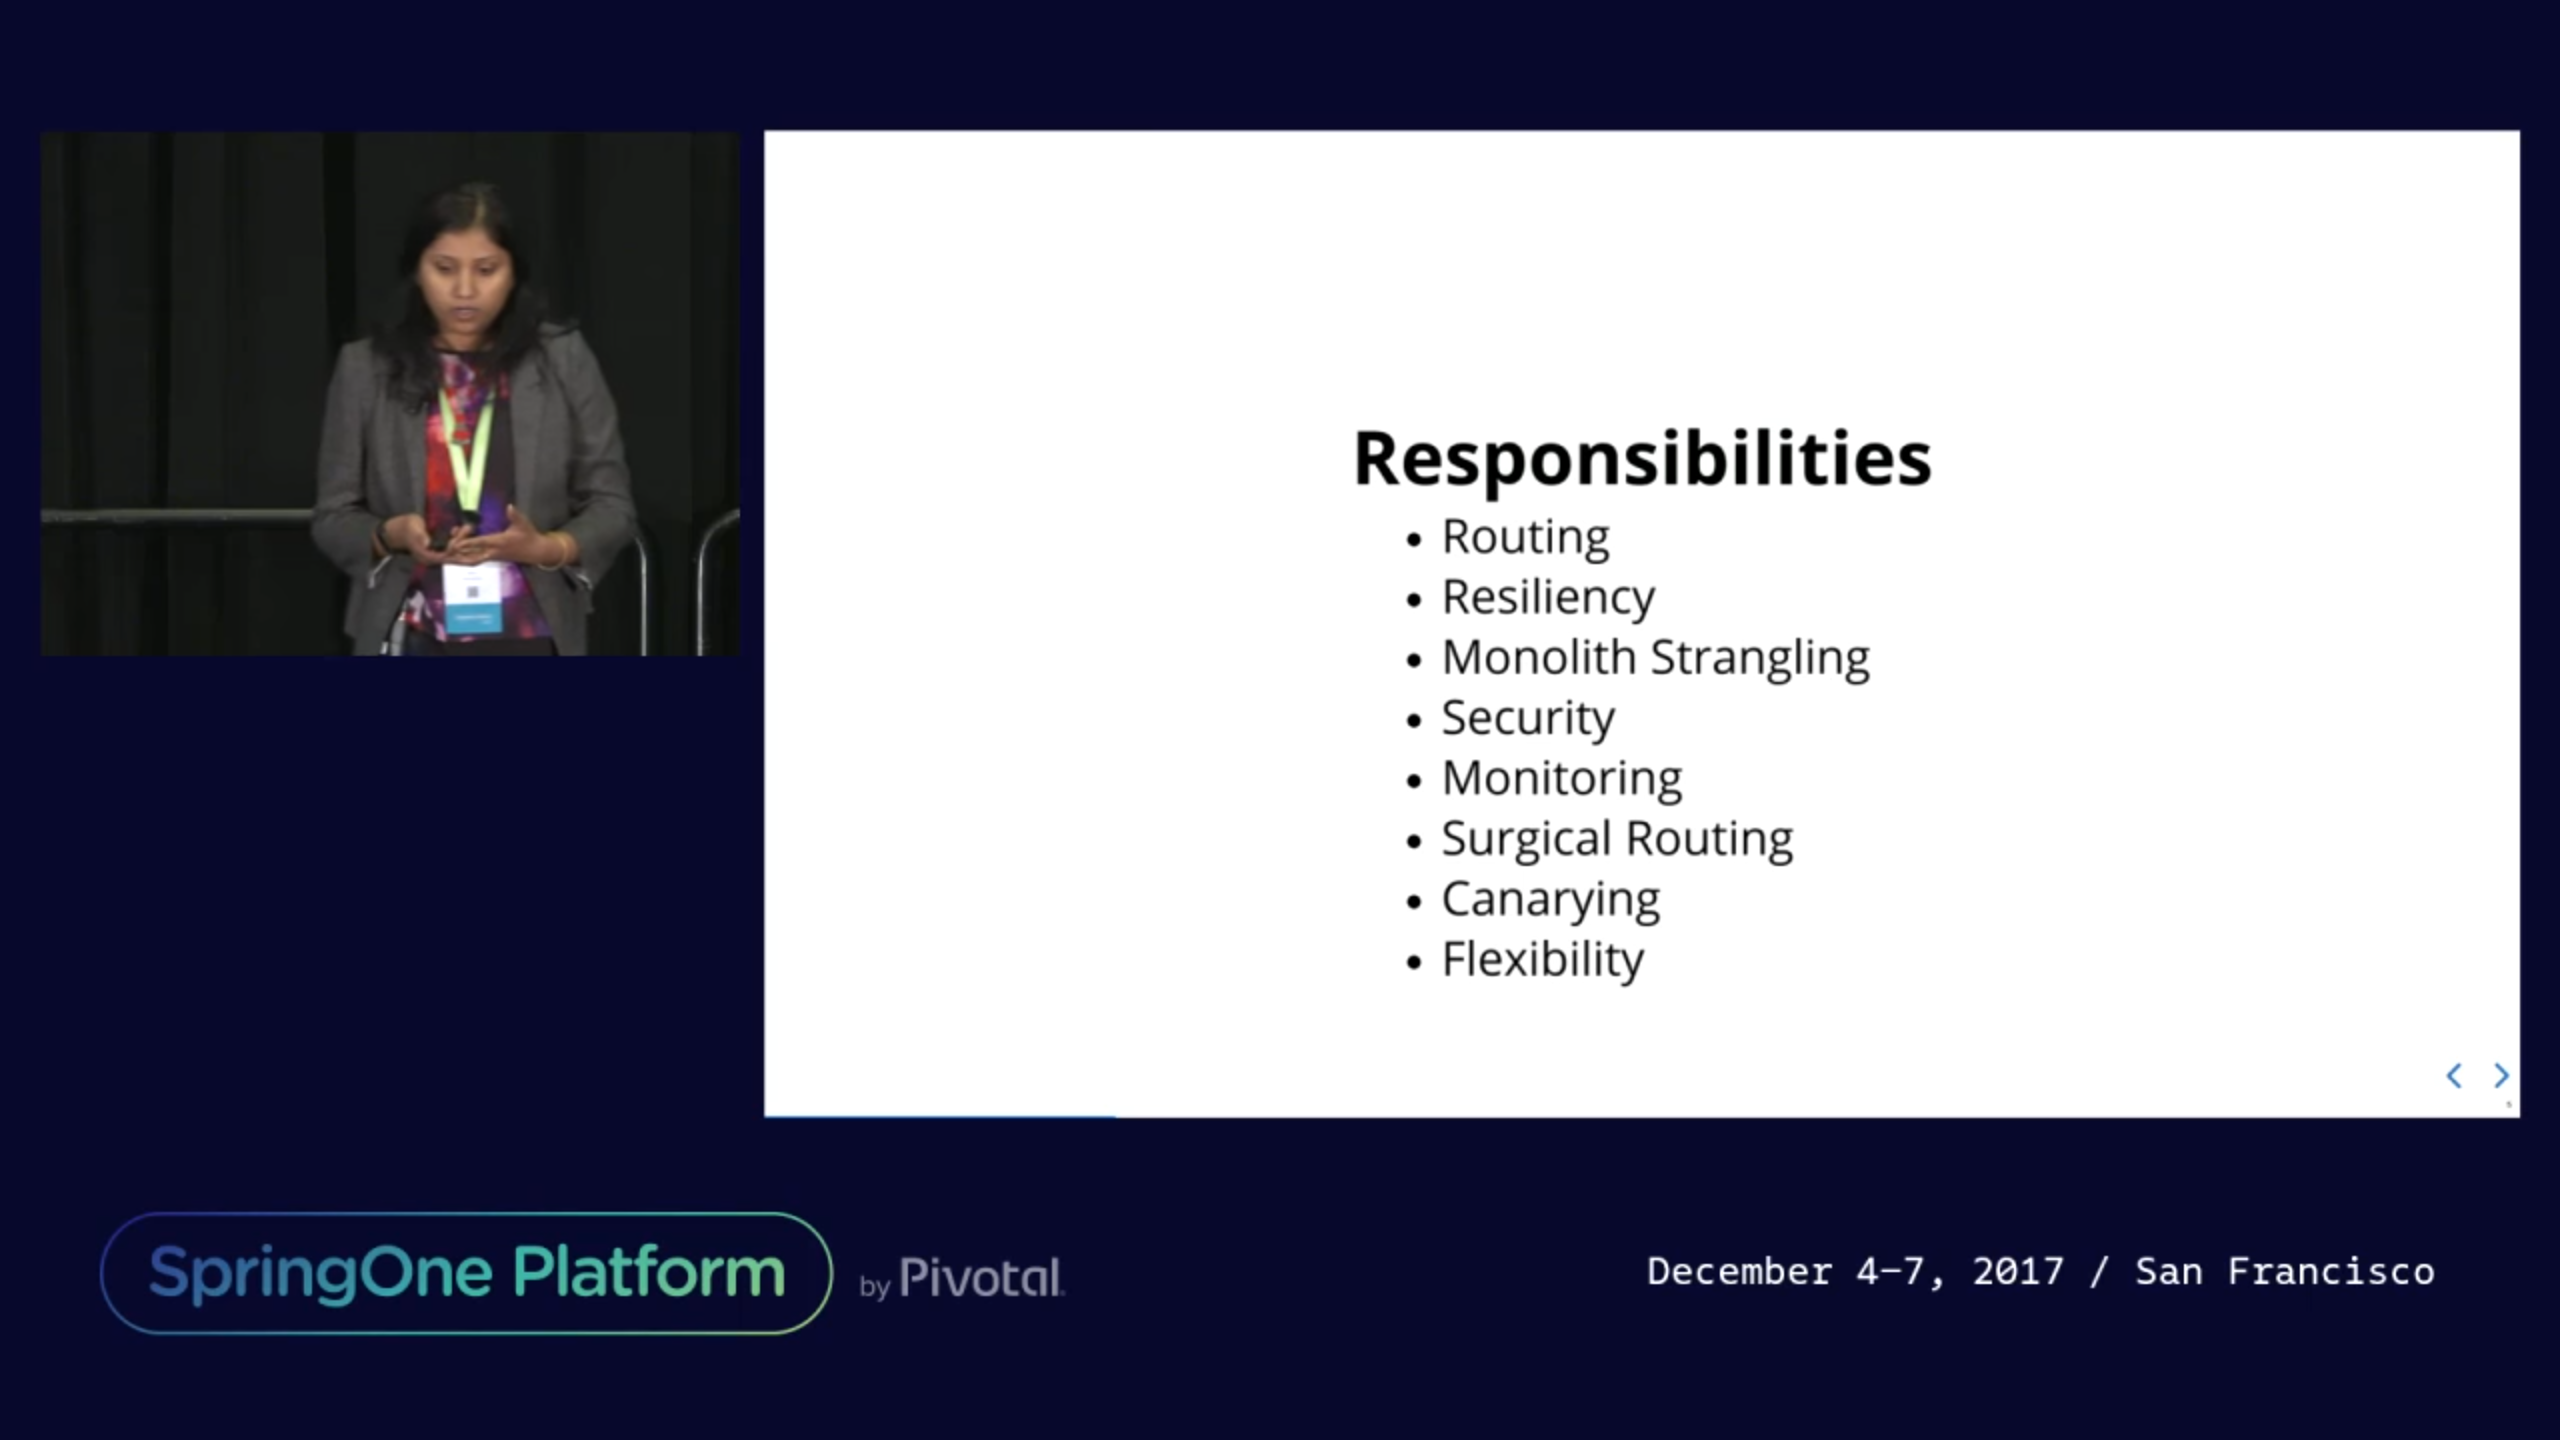 Responsibilities
• Routing
• Resiliency
• Monolith Strangling
• Security
• Monitoring
• Surgical Routing
• Canarying
• Flexibility
SpringOne Platform
by Pivotal.
December 4–7, 2017 / San Francisco